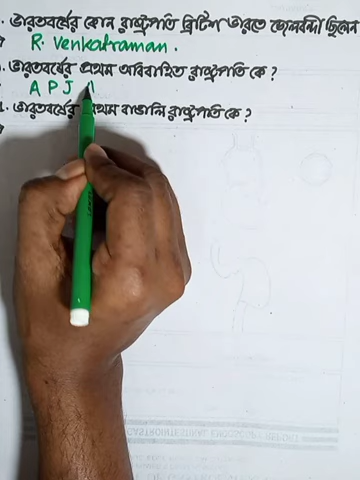 ভারতবর্ষের কোন রাষ্ট্রপতি ব্রিটিশ ভারতে জেলবন্দী ছিলেন
R. Venkatraman.
ভারতবর্ষের প্রথম অবিবাহিত রাষ্ট্রপতি কে?
A P J
ভারতবর্ষের প্রথম বাঙালি রাষ্ট্রপতি কে?